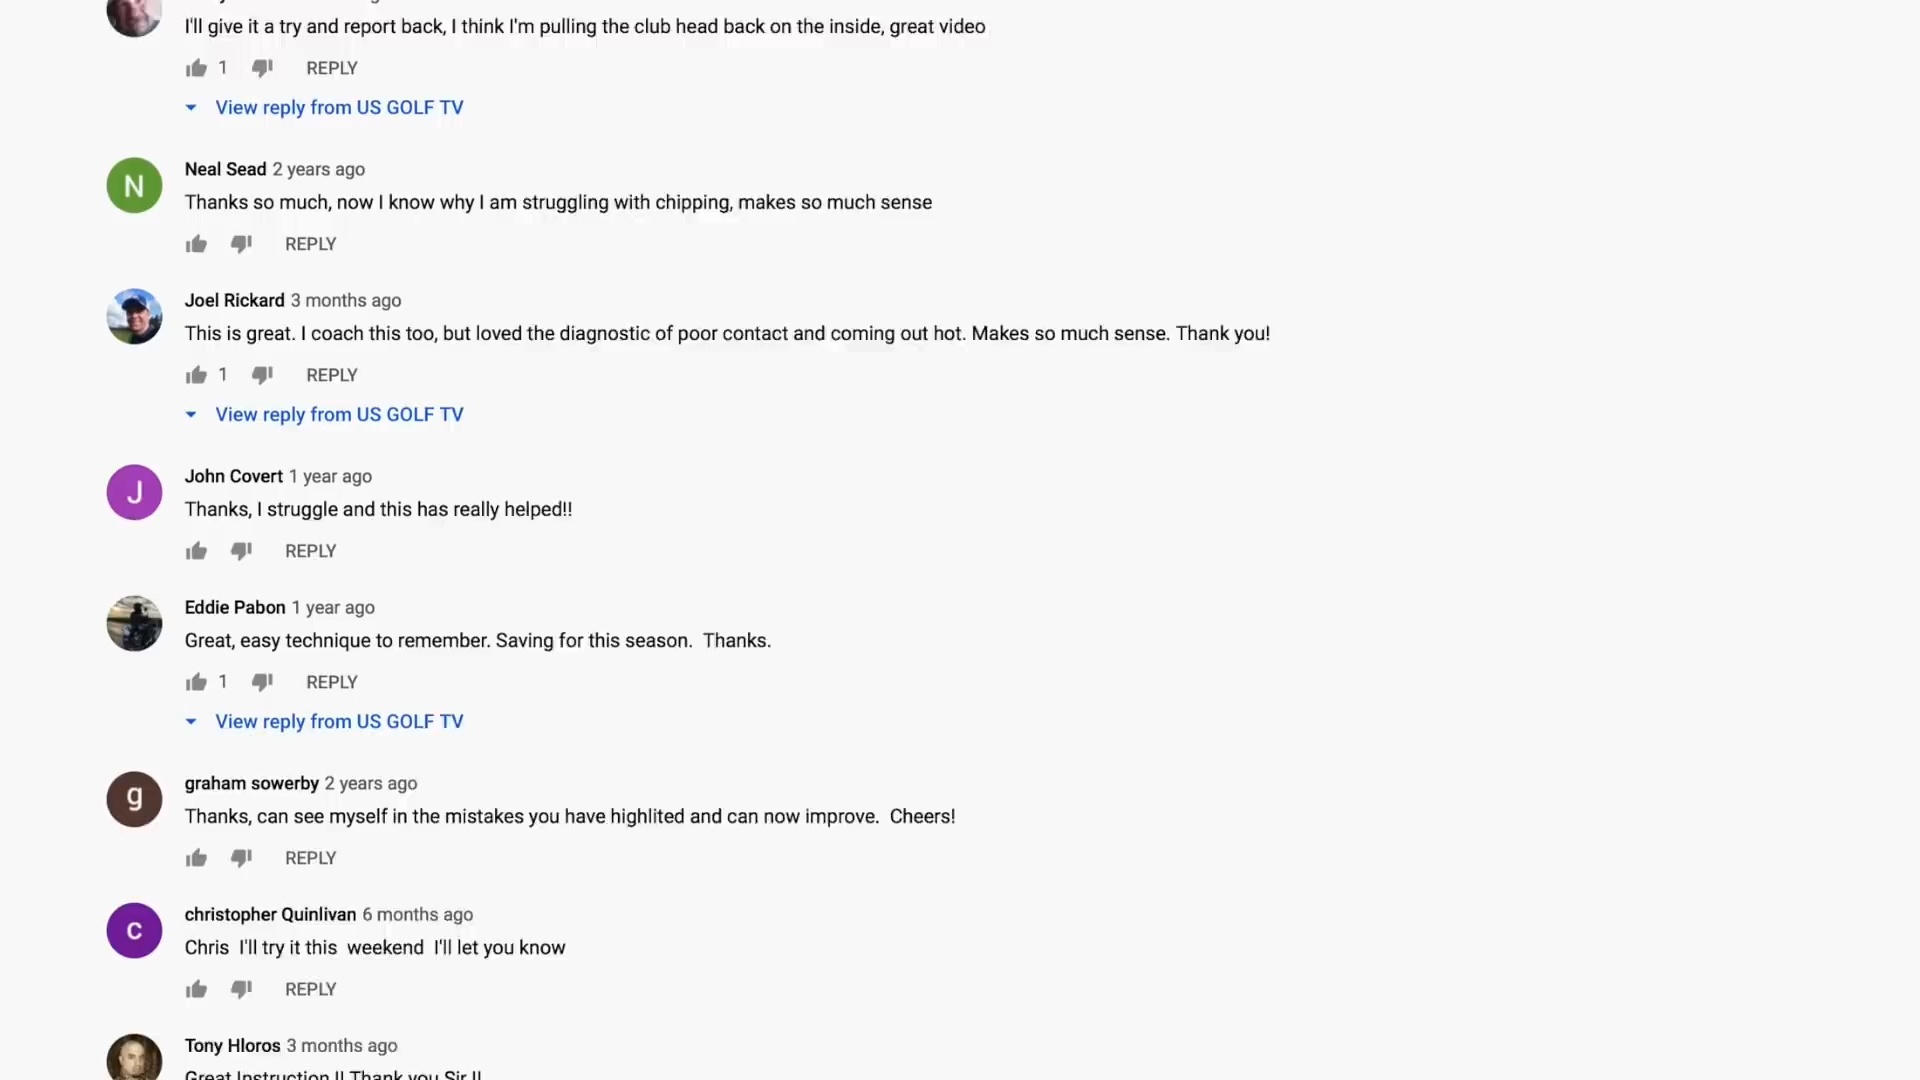 I'll give it a try and report back, I think I'm pulling the club head back on the inside, great video
1 REPLY
View reply from US GOLF TV
N
Neal Sead 2 years ago
Thanks so much, now I know why I am struggling with chipping, makes so much sense
REPLY
Joel Rickard 3 months ago
This is great. I coach this too, but loved the diagnostic of poor contact and coming out hot. Makes so much sense. Thank you!
1 REPLY
View reply from US GOLF TV
J
John Covert 1 year ago
Thanks, I struggle and this has really helped!!
REPLY
Eddie Pabon 1 year ago
Great, easy technique to remember. Saving for this season.  Thanks.
1 REPLY
View reply from US GOLF TV
g
graham sowerby 2 years ago
Thanks, can see myself in the mistakes you have highlited and can now improve.  Cheers!
REPLY
c
christopher Quinlivan 6 months ago
Chris  I'll try it this  weekend  I'll let you know
REPLY
Tony Hloros 3 months ago
Great Instruction !! Thank you Sir !!